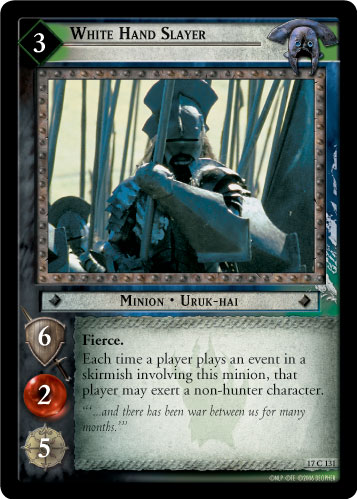 3
White Hand Slayer
Minion • Uruk-hai
6
Fierce.
Each time a player plays an event in a
skirmish involving this minion, that
player may exert a non-hunter character.
2
"'...and there has been war between us for many
months.'"
5
17 C 131